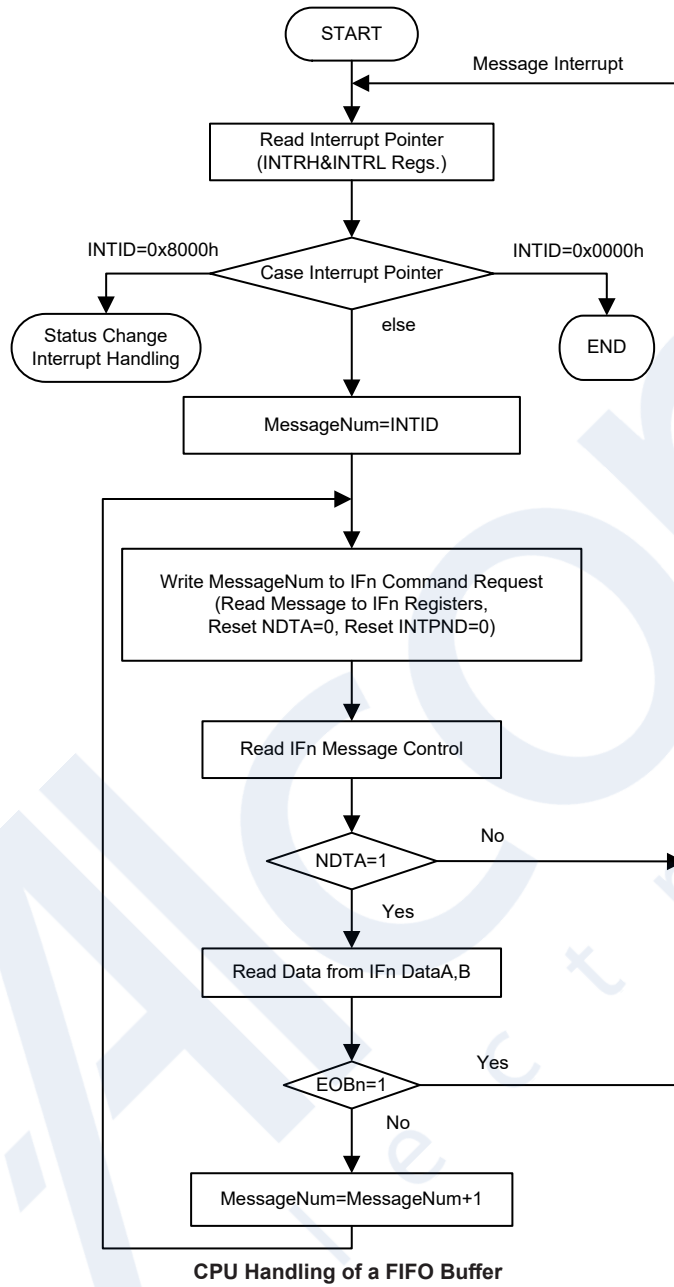 START
Message Interrupt
Read Interrupt Pointer
(INTRH&INTRL Regs.)
INTID=0x8000h
INTID=0x0000h
Case Interrupt Pointer
Status Change
Interrupt Handling
else
END
MessageNum=INTID
Write MessageNum to IFn Command Request
(Read Message to IFn Registers,
Reset NDTA=0, Reset INTPND=0)
Read IFn Message Control
NDTA=1
No
Yes
Read Data from IFn DataA,B
EOBn=1
Yes
No
MessageNum=MessageNum+1
CPU Handling of a FIFO Buffer